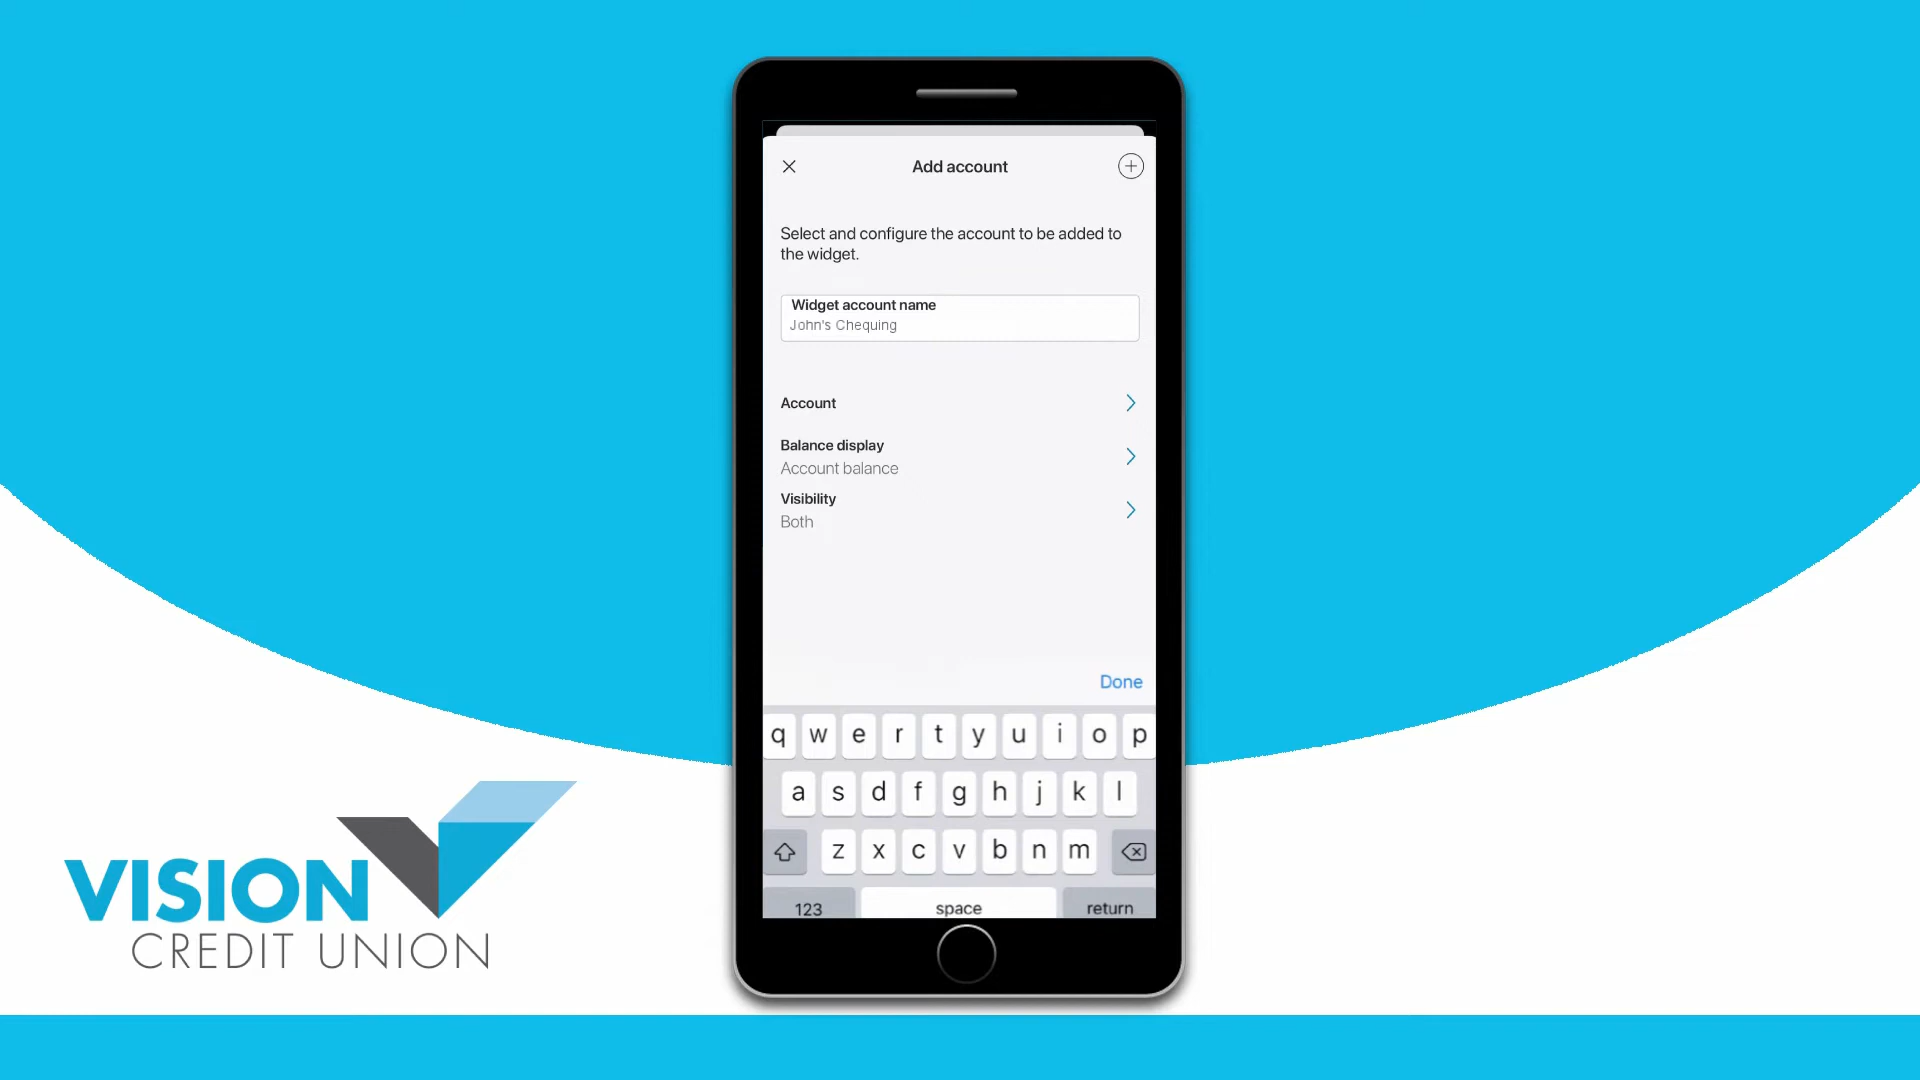 Add account
Select and configure the account to be added to
the widget.
Widget account name
John's Chequing
Account
Balance display
Account balance
Visibility
Both
Done
q w e r t y u i o p
a s d f g h j k l
z x c v b n m
123 space return
VISION
CREDIT UNION